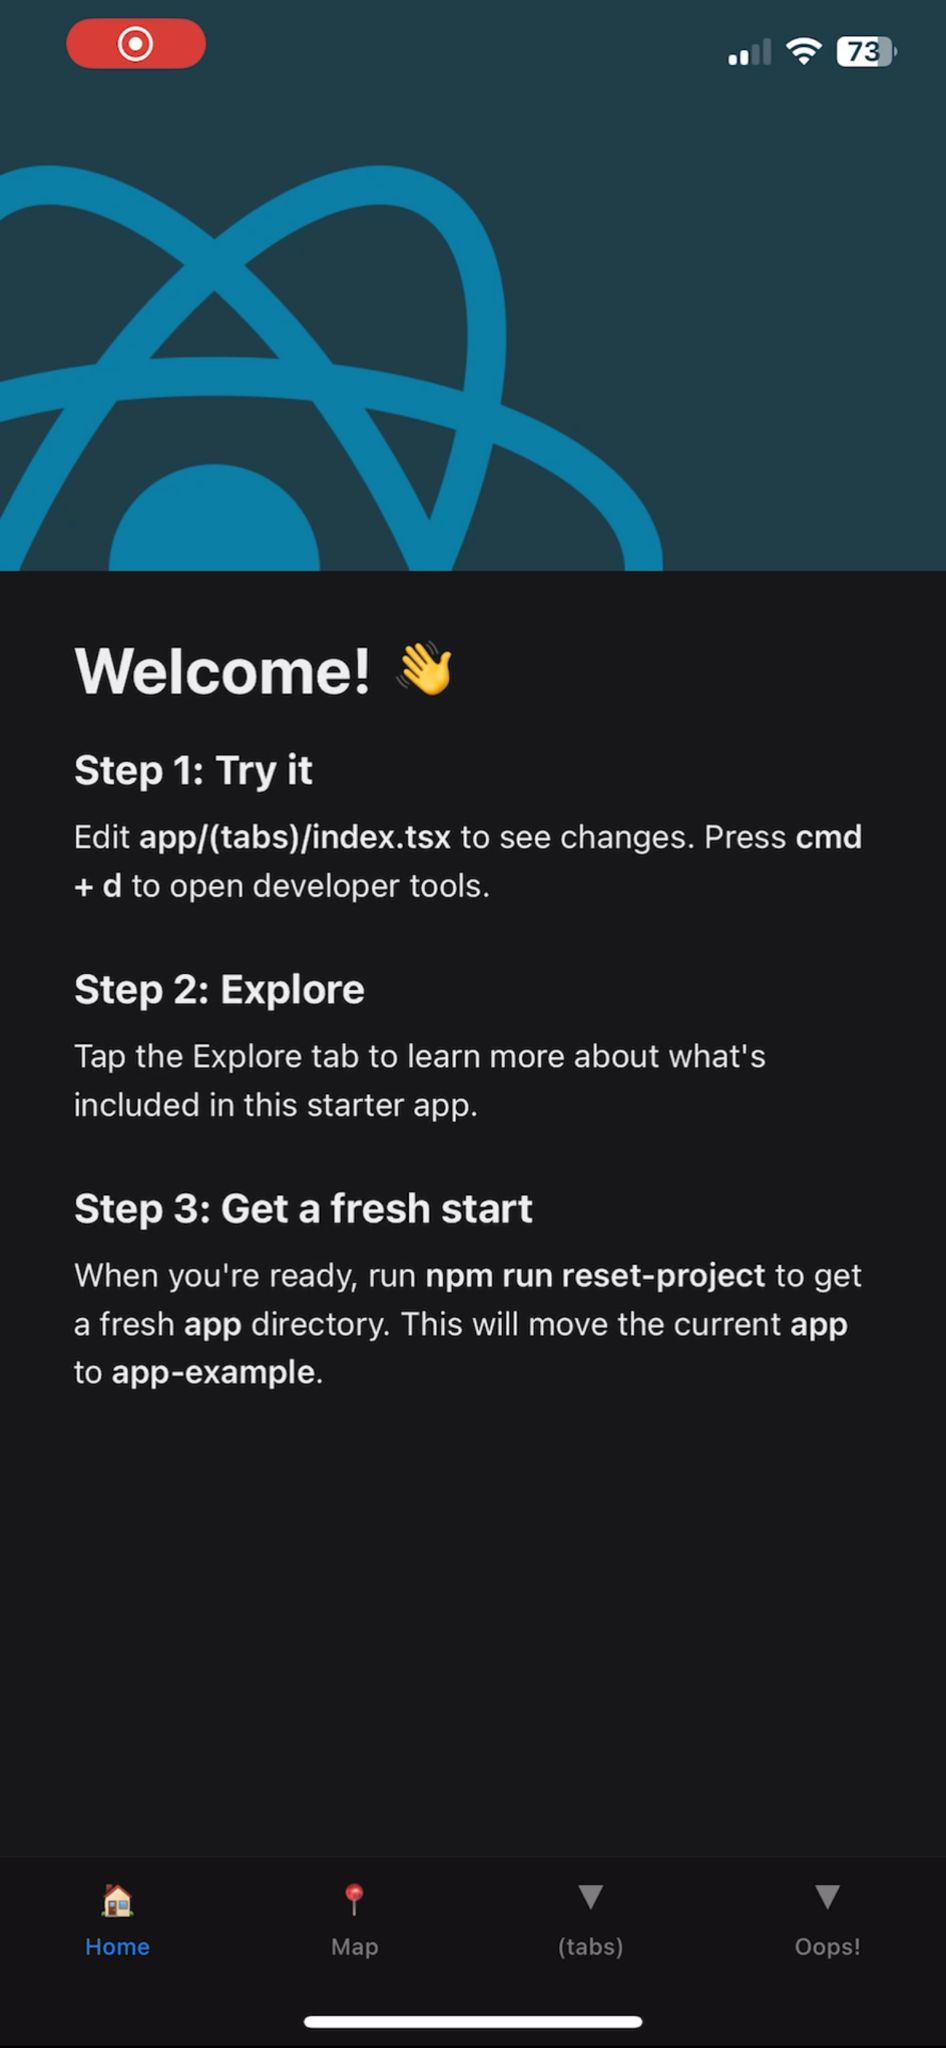 73
Welcome! 👋
Step 1: Try it
Edit app/(tabs)/index.tsx to see changes. Press cmd
+ d to open developer tools.
Step 2: Explore
Tap the Explore tab to learn more about what's
included in this starter app.
Step 3: Get a fresh start
When you're ready, run npm run reset-project to get
a fresh app directory. This will move the current app
to app-example.
Home
Map
(tabs)
Oops!